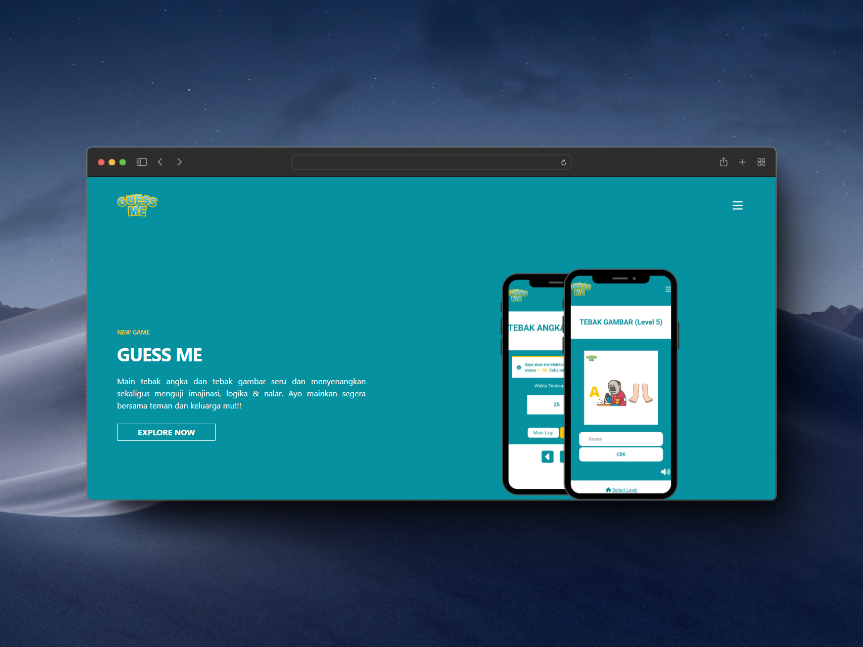 GUESS
ME
NEW GAME
GUESS ME
Main tebak angka dan tebak gambar seru dan menyenangkan
sekaligus menguji imajinasi, logika & nalar. Ayo mainkan segera
bersama teman dan keluarga mu!!!
EXPLORE NOW
GUESS
ME
TEBAK ANGKA
Waktu Tersisa
25
Main Lagi
GUESS
ME
TEBAK GAMBAR (Level 5)
GUESS
ME
A
Guess
CEK
Select Level